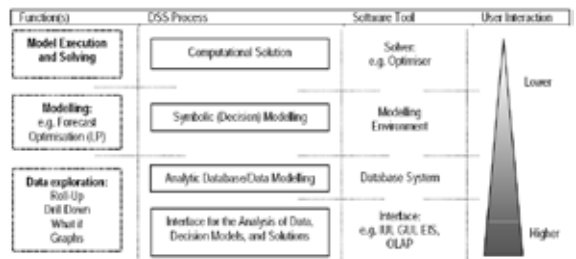 Function(s) DSS Process Software Tool User Interaction
Model Execution
and Solving
Computational Solution
Solver:
e.g. Optimiser
Lower
Modelling:
e.g. Forecast
Optimisation (LP)
Symbolic (Decision) Modelling
Modelling
Environment
Data exploration:
Roll-Up
Drill Down
What if
Graphs
Analytic Database/Data Modelling
Database System
Interface for the Analysis of Data,
Decision Models, and Solutions
Interface:
e.g. IUI, GUI, EIS,
OLAP
Higher